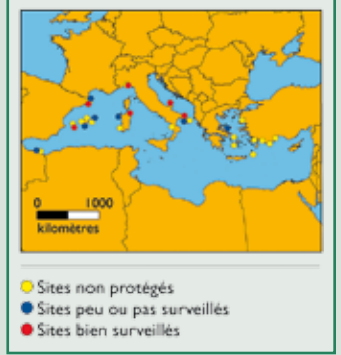 0 1000
kilomètres
Sites non protégés
Sites peu ou pas surveillés
Sites bien surveillés